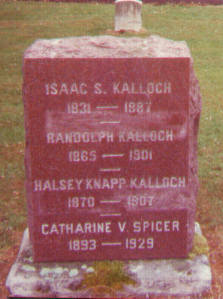 ISAAC S. KALLOCH
1831 — 1887
RANDOLPH KALLOCH
1865 — 1901
HALSEY KNAPP KALLOCH
1870 — 1907
CATHARINE V. SPICER
1893 — 1929